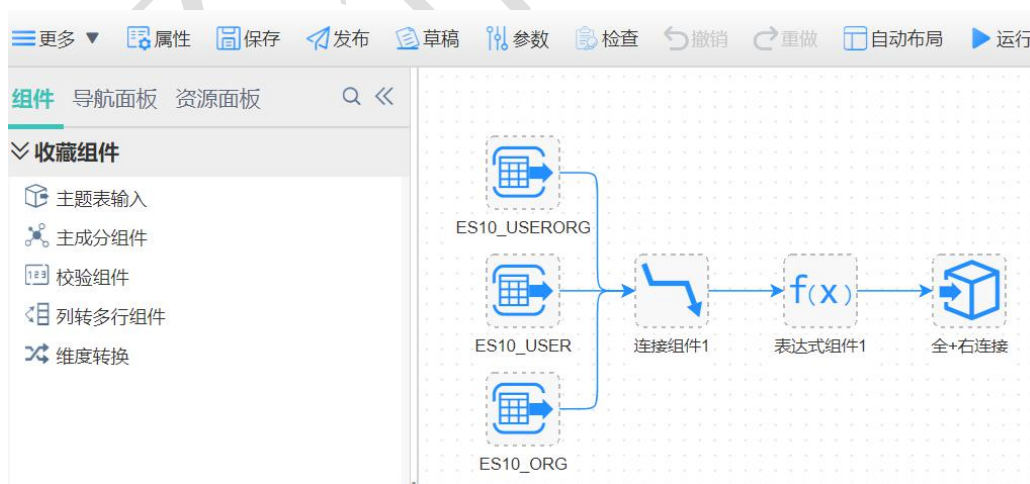 更多 ▼ 属性 保存 发布 草稿 参数 检查 撤销 重做 自动布局 运行
组件 导航面板 资源面板
收藏组件
主题表输入
主成分组件
123 校验组件
列转多行组件
维度转换
ES10_USERORG
ES10_USER
ES10_ORG
连接组件1
f(x)
表达式组件1
全+右连接